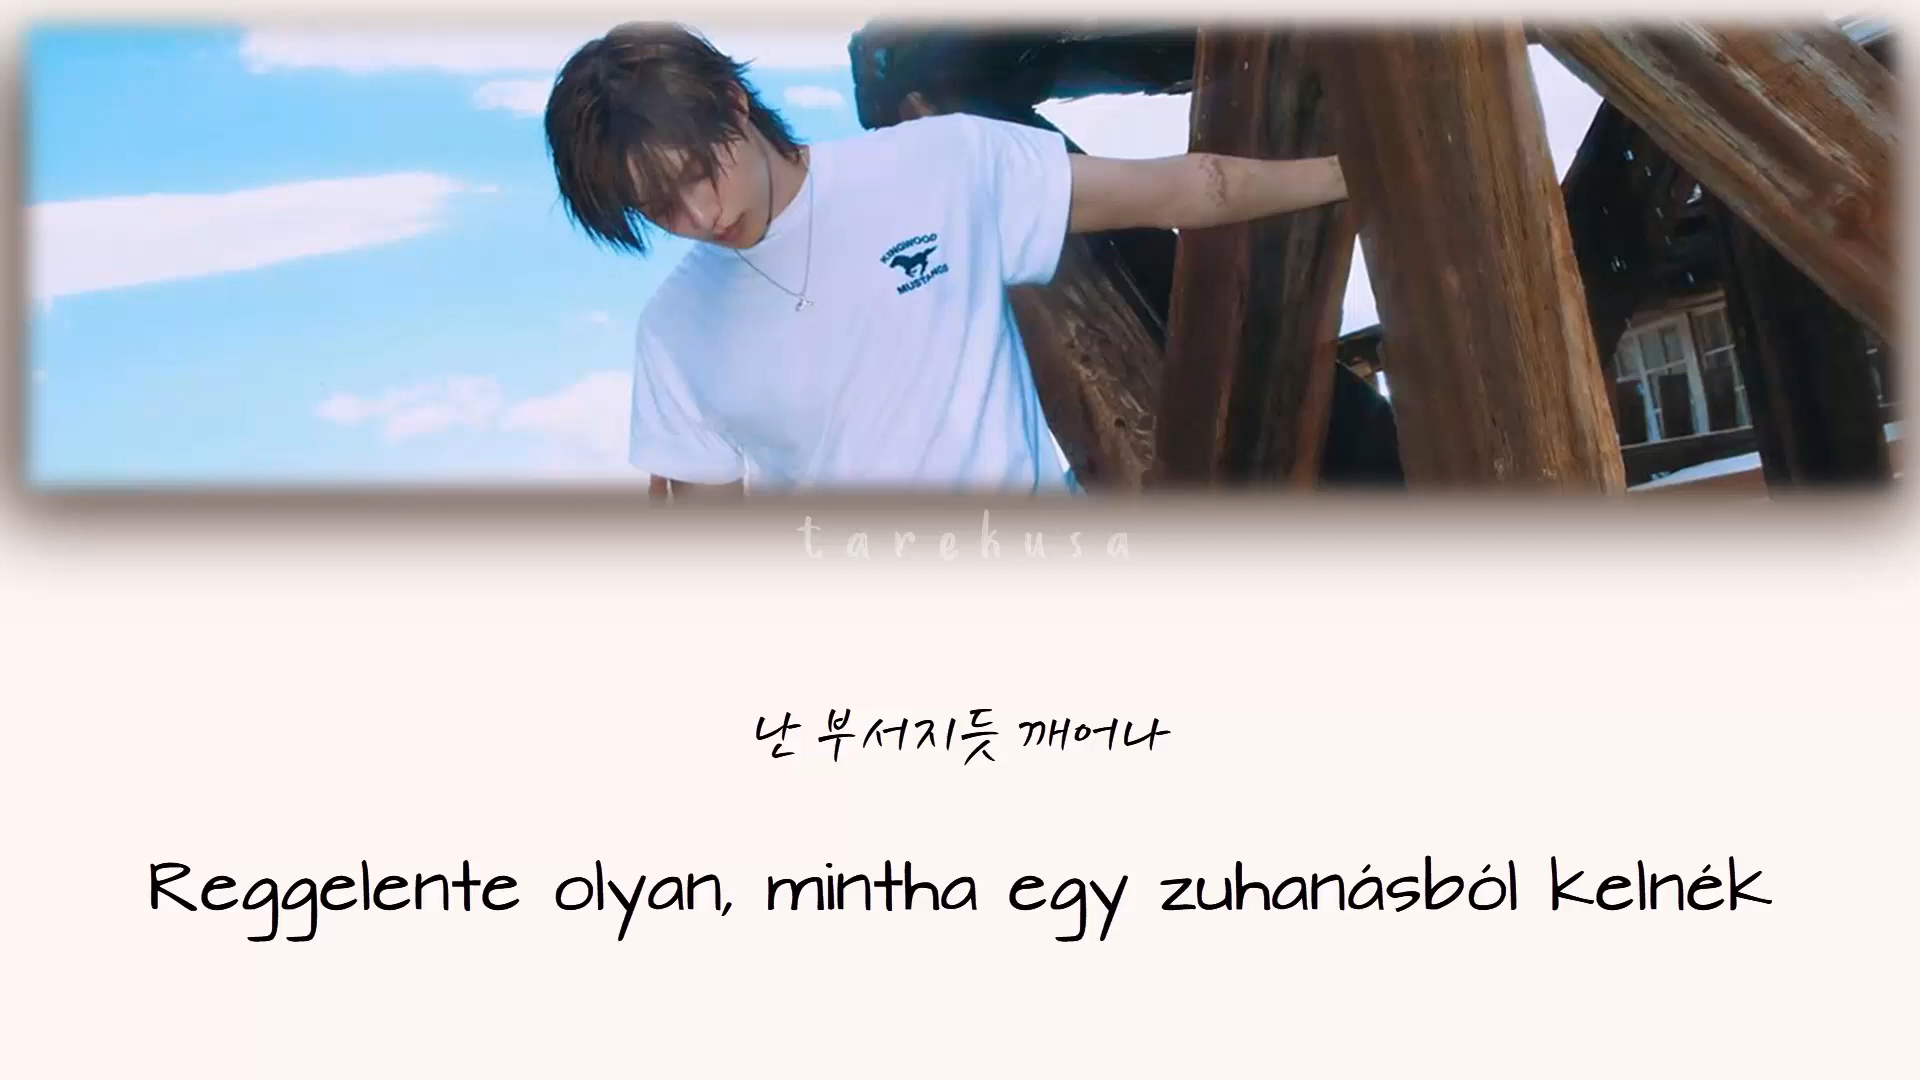 KINGWOOD
MUSTANGS
tarekusa
난 부서지듯 깨어나
Reggelente olyan, mintha egy zuhanásból kelnék